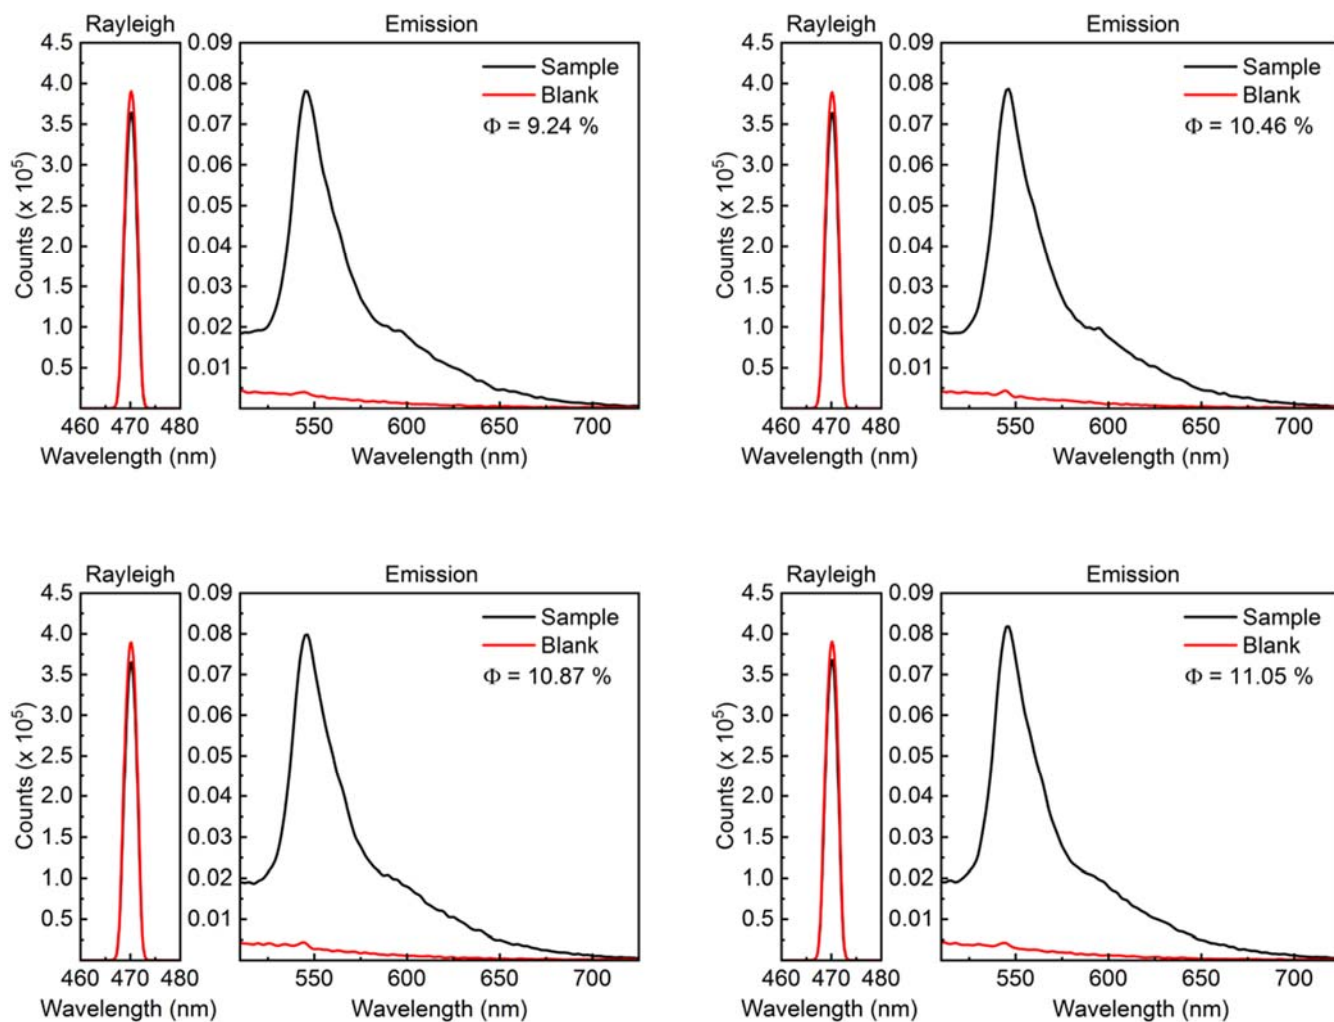 Rayleigh
Emission
Counts (x 10⁵)
4.5
4.0
3.5
3.0
2.5
2.0
1.5
1.0
0.5
460 470 480
Wavelength (nm)
0.09
0.08
0.07
0.06
0.05
0.04
0.03
0.02
0.01
Sample
Blank
Φ = 9.24 %
550 600 650 700
Wavelength (nm)
Rayleigh
Emission
Counts (x 10⁵)
4.5
4.0
3.5
3.0
2.5
2.0
1.5
1.0
0.5
460 470 480
Wavelength (nm)
0.09
0.08
0.07
0.06
0.05
0.04
0.03
0.02
0.01
Sample
Blank
Φ = 10.46 %
550 600 650 700
Wavelength (nm)
Rayleigh
Emission
Counts (x 10⁵)
4.5
4.0
3.5
3.0
2.5
2.0
1.5
1.0
0.5
460 470 480
Wavelength (nm)
0.09
0.08
0.07
0.06
0.05
0.04
0.03
0.02
0.01
Sample
Blank
Φ = 10.87 %
550 600 650 700
Wavelength (nm)
Rayleigh
Emission
Counts (x 10⁵)
4.5
4.0
3.5
3.0
2.5
2.0
1.5
1.0
0.5
460 470 480
Wavelength (nm)
0.09
0.08
0.07
0.06
0.05
0.04
0.03
0.02
0.01
Sample
Blank
Φ = 11.05 %
550 600 650 700
Wavelength (nm)